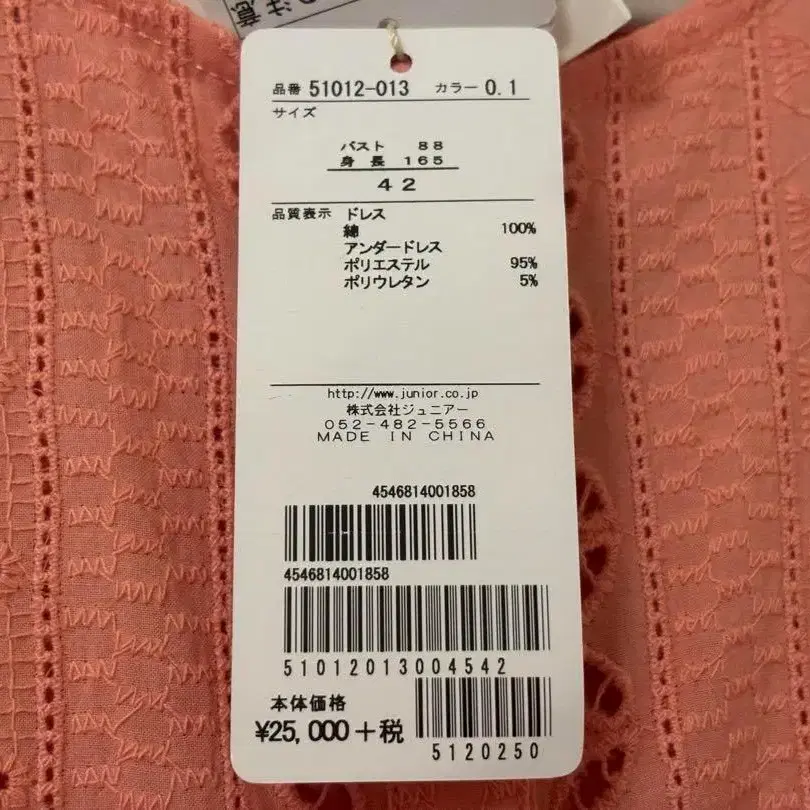 品番 51012-013 カラー 0.1
サイズ
バスト 88
身長 165
42
品質表示 ドレス
綿 100%
アンダードレス
ポリエステル 95%
ポリウレタン 5%
http://www.junior.co.jp
株式会社ジュニアー
052-482-5566
MADE IN CHINA
4546814001858
4546814001858
51012013004542
本体価格
¥25,000+税
5120250